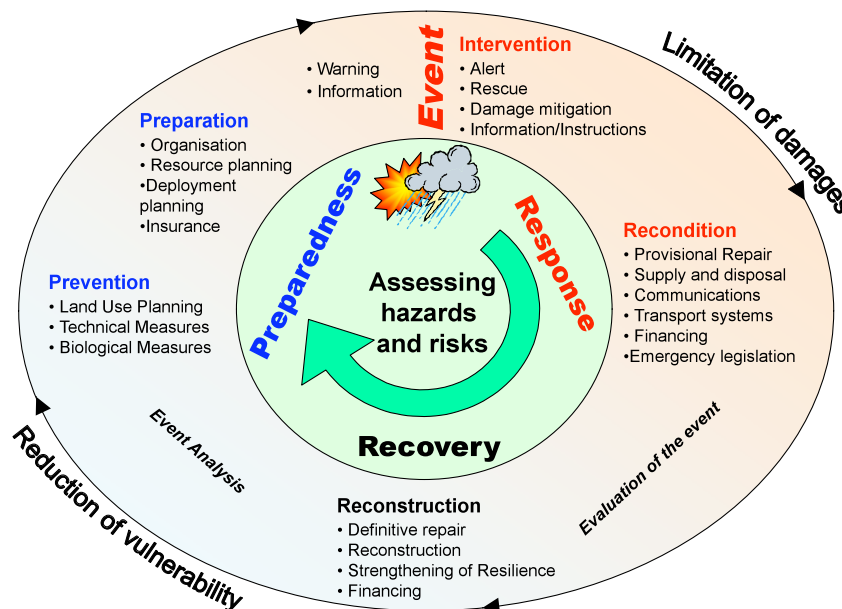 Event
Intervention
• Alert
• Rescue
• Damage mitigation
• Information/Instructions
• Warning
• Information
Limitation of damages
Preparation
• Organisation
• Resource planning
•Deployment
planning
•Insurance
Preparedness
Response
Recondition
• Provisional Repair
• Supply and disposal
• Communications
• Transport systems
• Financing
•Emergency legislation
Prevention
• Land Use Planning
• Technical Measures
• Biological Measures
Assessing
hazards
and risks
Recovery
Event Analysis
Evaluation of the event
Reduction of vulnerability
Reconstruction
• Definitive repair
• Reconstruction
• Strengthening of Resilience
• Financing